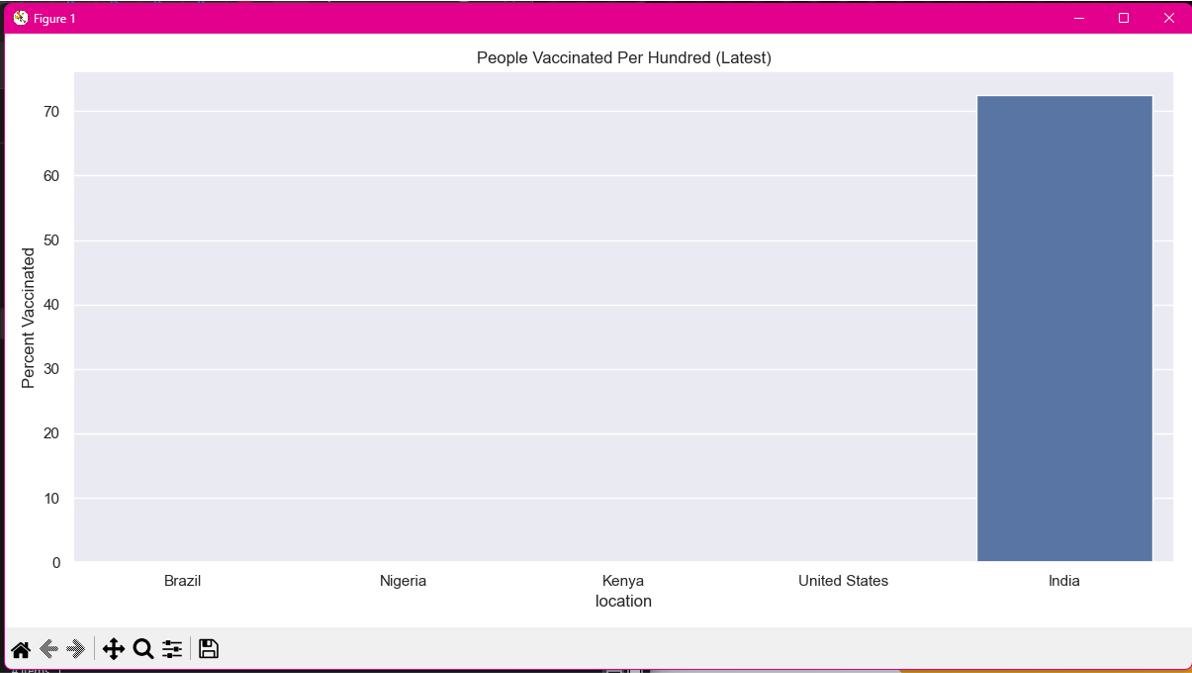 Figure 1
People Vaccinated Per Hundred (Latest)
70
60
50
40
30
20
10
0
Percent Vaccinated
Brazil Nigeria Kenya United States India
location